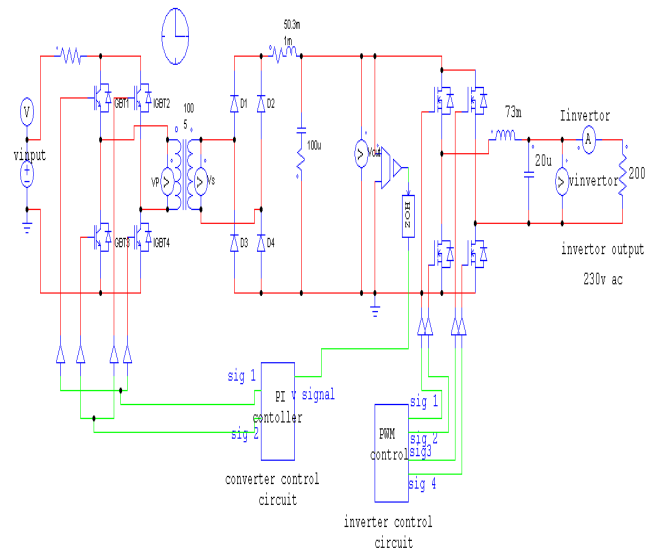 50.3m
1m
V
IGBT1
IGBT2
D1
D2
100
5
vinput
Vp
Vs
100u
73m
Iinvertor
A
20u
vinvertor
200
ZOH
IGBT3
IGBT4
D3
D4
invertor output
230v ac
sig 1
PI
contoller
v signal
sig 2
sig 1
PWM
control
sig 2
sig3
sig 4
converter control
circuit
inverter control
circuit